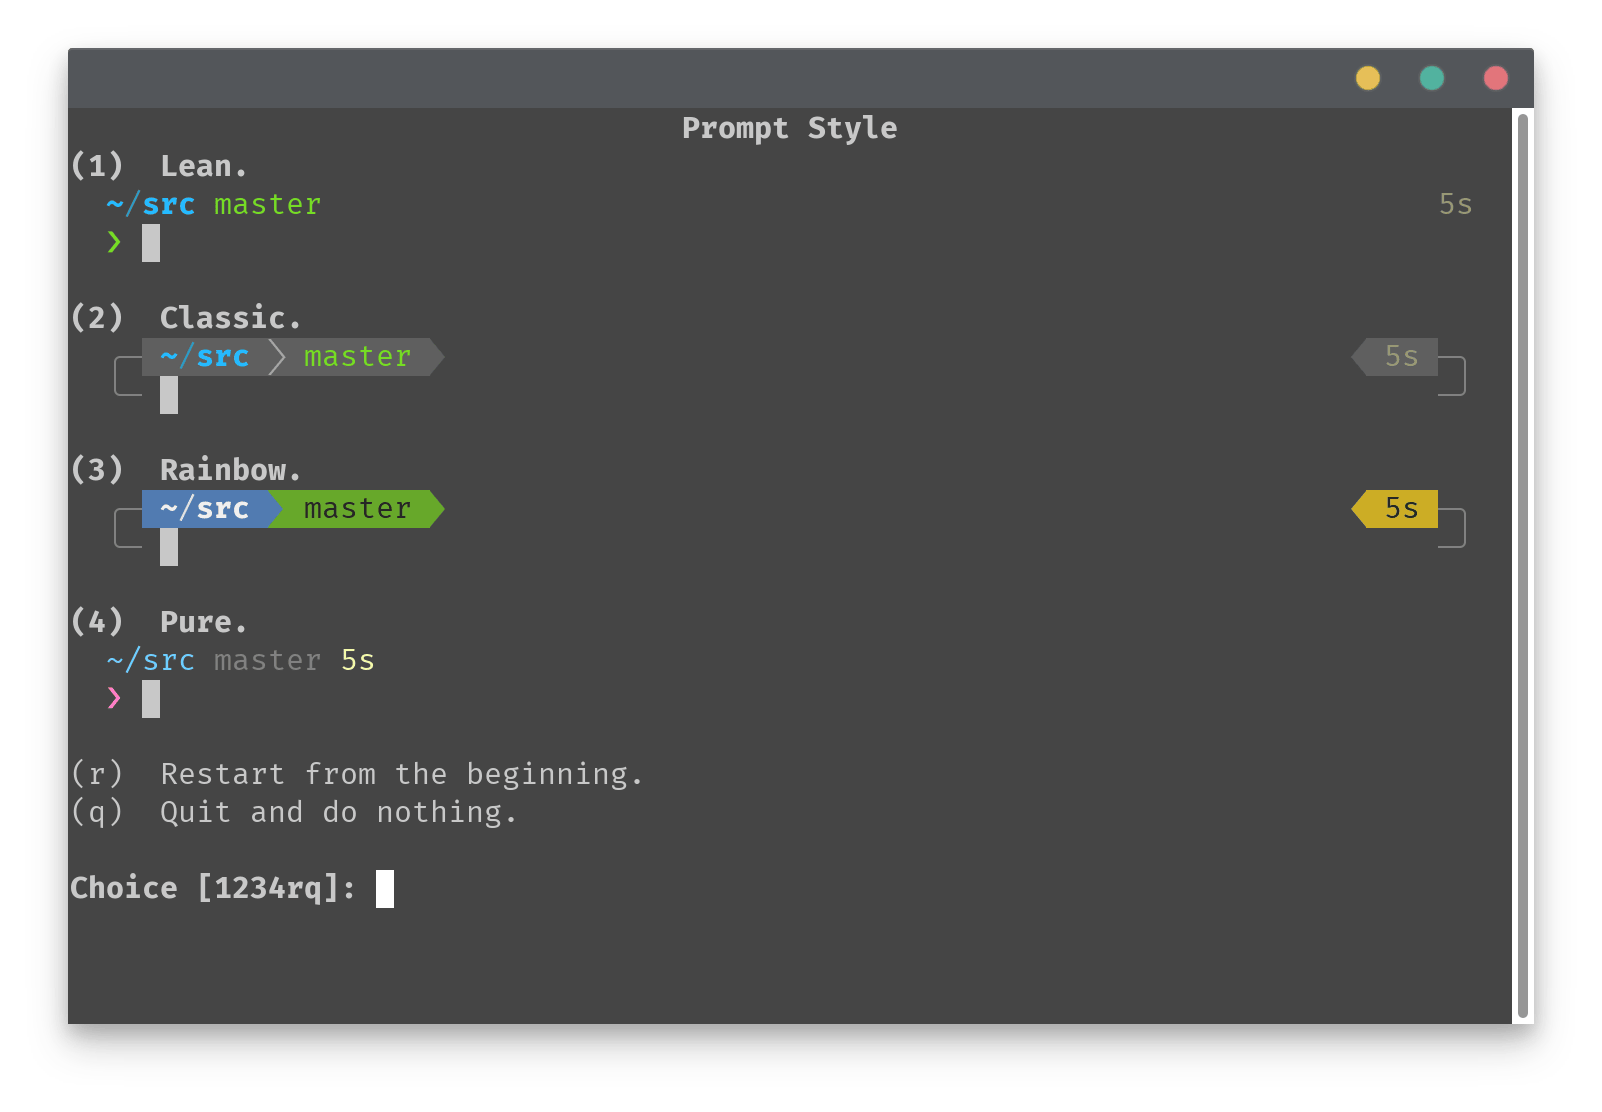 Prompt Style
(1)  Lean.
~/src master 5s
❯
(2)  Classic.
~/src master 5s
(3)  Rainbow.
~/src master 5s
(4)  Pure.
~/src master 5s
❯
(r)  Restart from the beginning.
(q)  Quit and do nothing.
Choice [1234rq]: